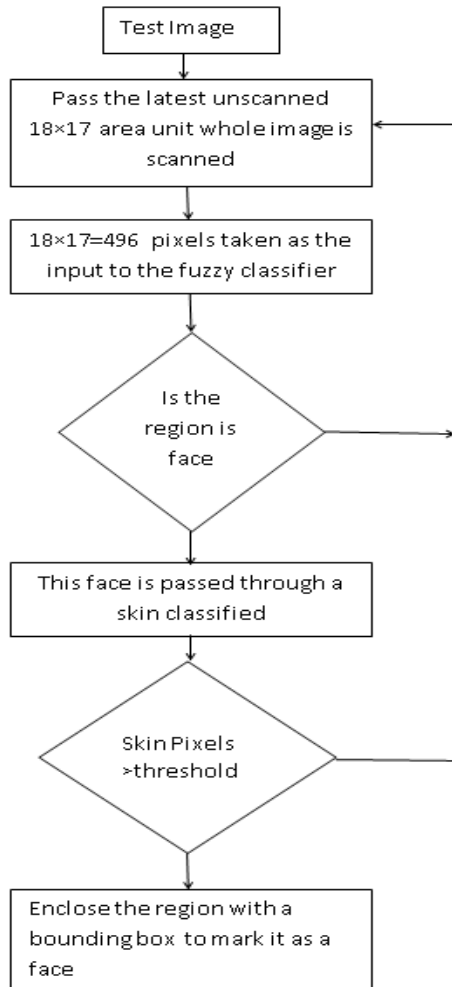 Test Image
Pass the latest unscanned
18×17 area unit whole image is
scanned
18×17=496 pixels taken as the
input to the fuzzy classifier
Is the
region is
face
This face is passed through a
skin classified
Skin Pixels
>threshold
Enclose the region with a
bounding box to mark it as a
face